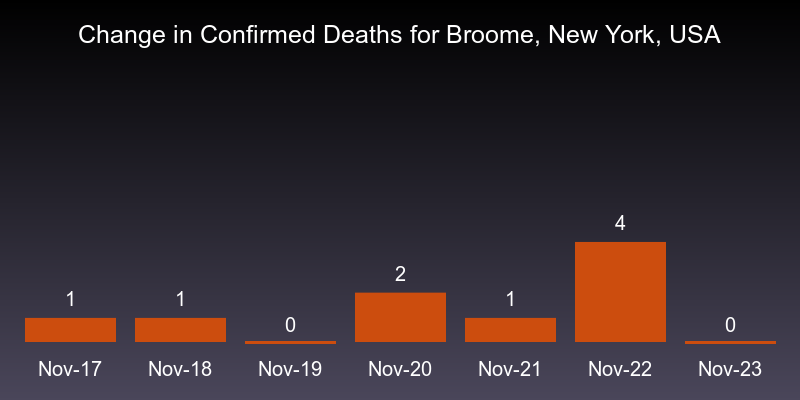 Change in Confirmed Deaths for Broome, New York, USA
4
2
1 1 1
0 0
Nov-17 Nov-18 Nov-19 Nov-20 Nov-21 Nov-22 Nov-23